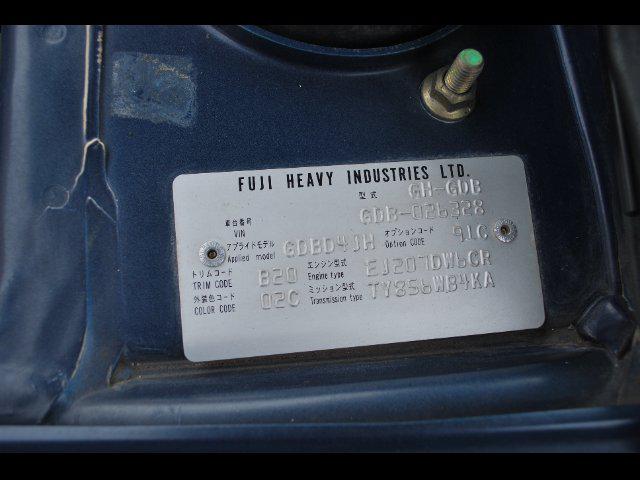 FUJI HEAVY INDUSTRIES LTD.
型式 GH-GDB
車台番号 VIN GDB-026328
アプライドモデル Applied model GDBD4JH オプションコード Option CODE 91C
トリムコード TRIM CODE B20 エンジン型式 Engine type EJ207DW6CR
外装色コード COLOR CODE 02C ミッション型式 Transmission type TY856WB4KA